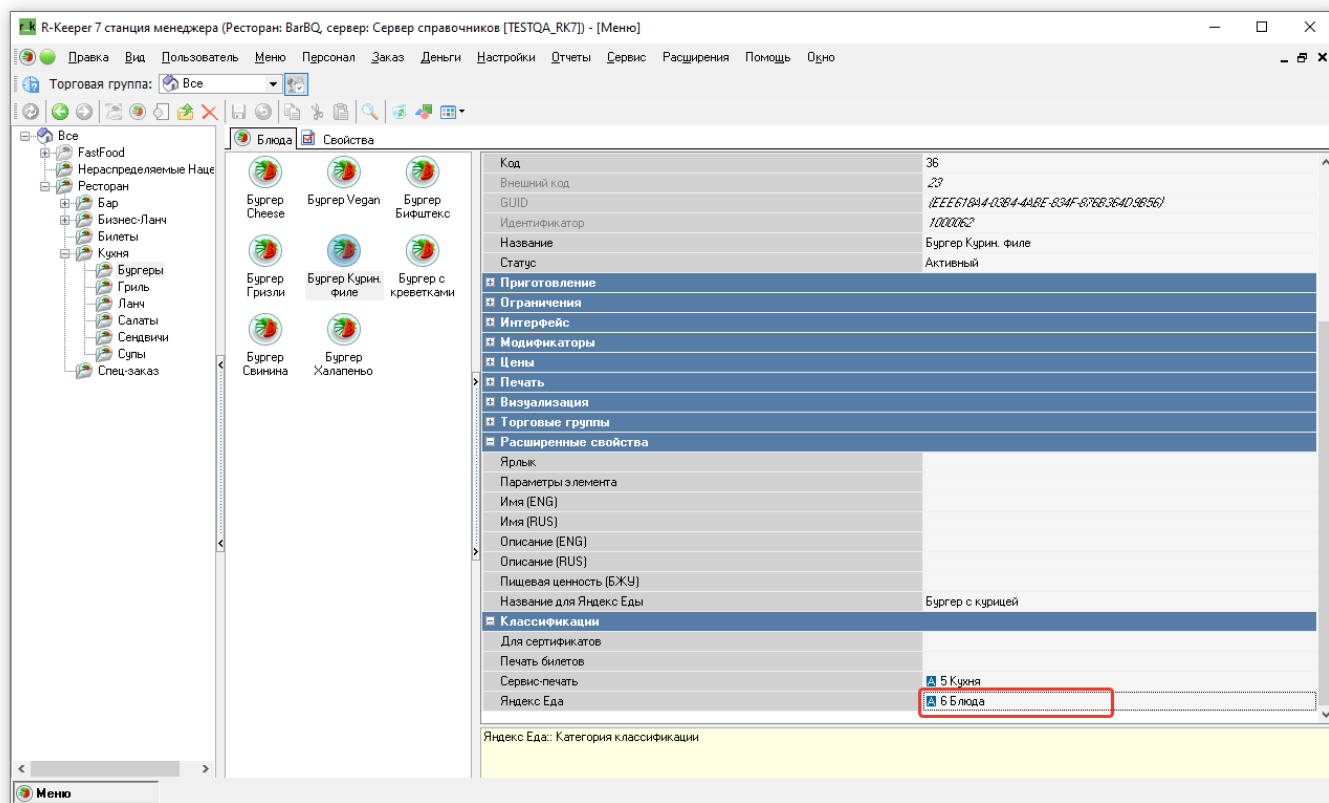 R-Keeper 7 станция менеджера (Ресторан: BarBQ, сервер: Сервер справочников [TESTQA_RK7]) - [Меню]
Правка Вид Пользователь Меню Персонал Заказ Деньги Настройки Отчеты Сервис Расширения Помощь Окно
Торговая группа: Все
Все
FastFood
Нераспределяемые Наце
Ресторан
Бар
Бизнес-Ланч
Билеты
Кухня
Бургеры
Гриль
Ланч
Салаты
Сендвичи
Супы
Спец-заказ
Блюда Свойства
Бургер Cheese
Бургер Vegan
Бургер Бифштекс
Бургер Гризли
Бургер Курин. филе
Бургер с креветками
Бургер Свинина
Бургер Халапеньо
Код 36
Внешний код 23
GUID {EEE618A4-03B4-4ABE-834F-876B364D9B56}
Идентификатор 1000062
Название Бургер Курин. филе
Статус Активный
Приготовление
Ограничения
Интерфейс
Модификаторы
Цены
Печать
Визуализация
Торговые группы
Расширенные свойства
Ярлык
Параметры элемента
Имя (ENG)
Имя (RUS)
Описание (ENG)
Описание (RUS)
Пищевая ценность (БЖУ)
Название для Яндекс Еды Бургер с курицей
Классификации
Для сертификатов
Печать билетов
Сервис-печать A 5 Кухня
Яндекс Еда A 6 Блюда
Яндекс Еда:: Категория классификации
Меню